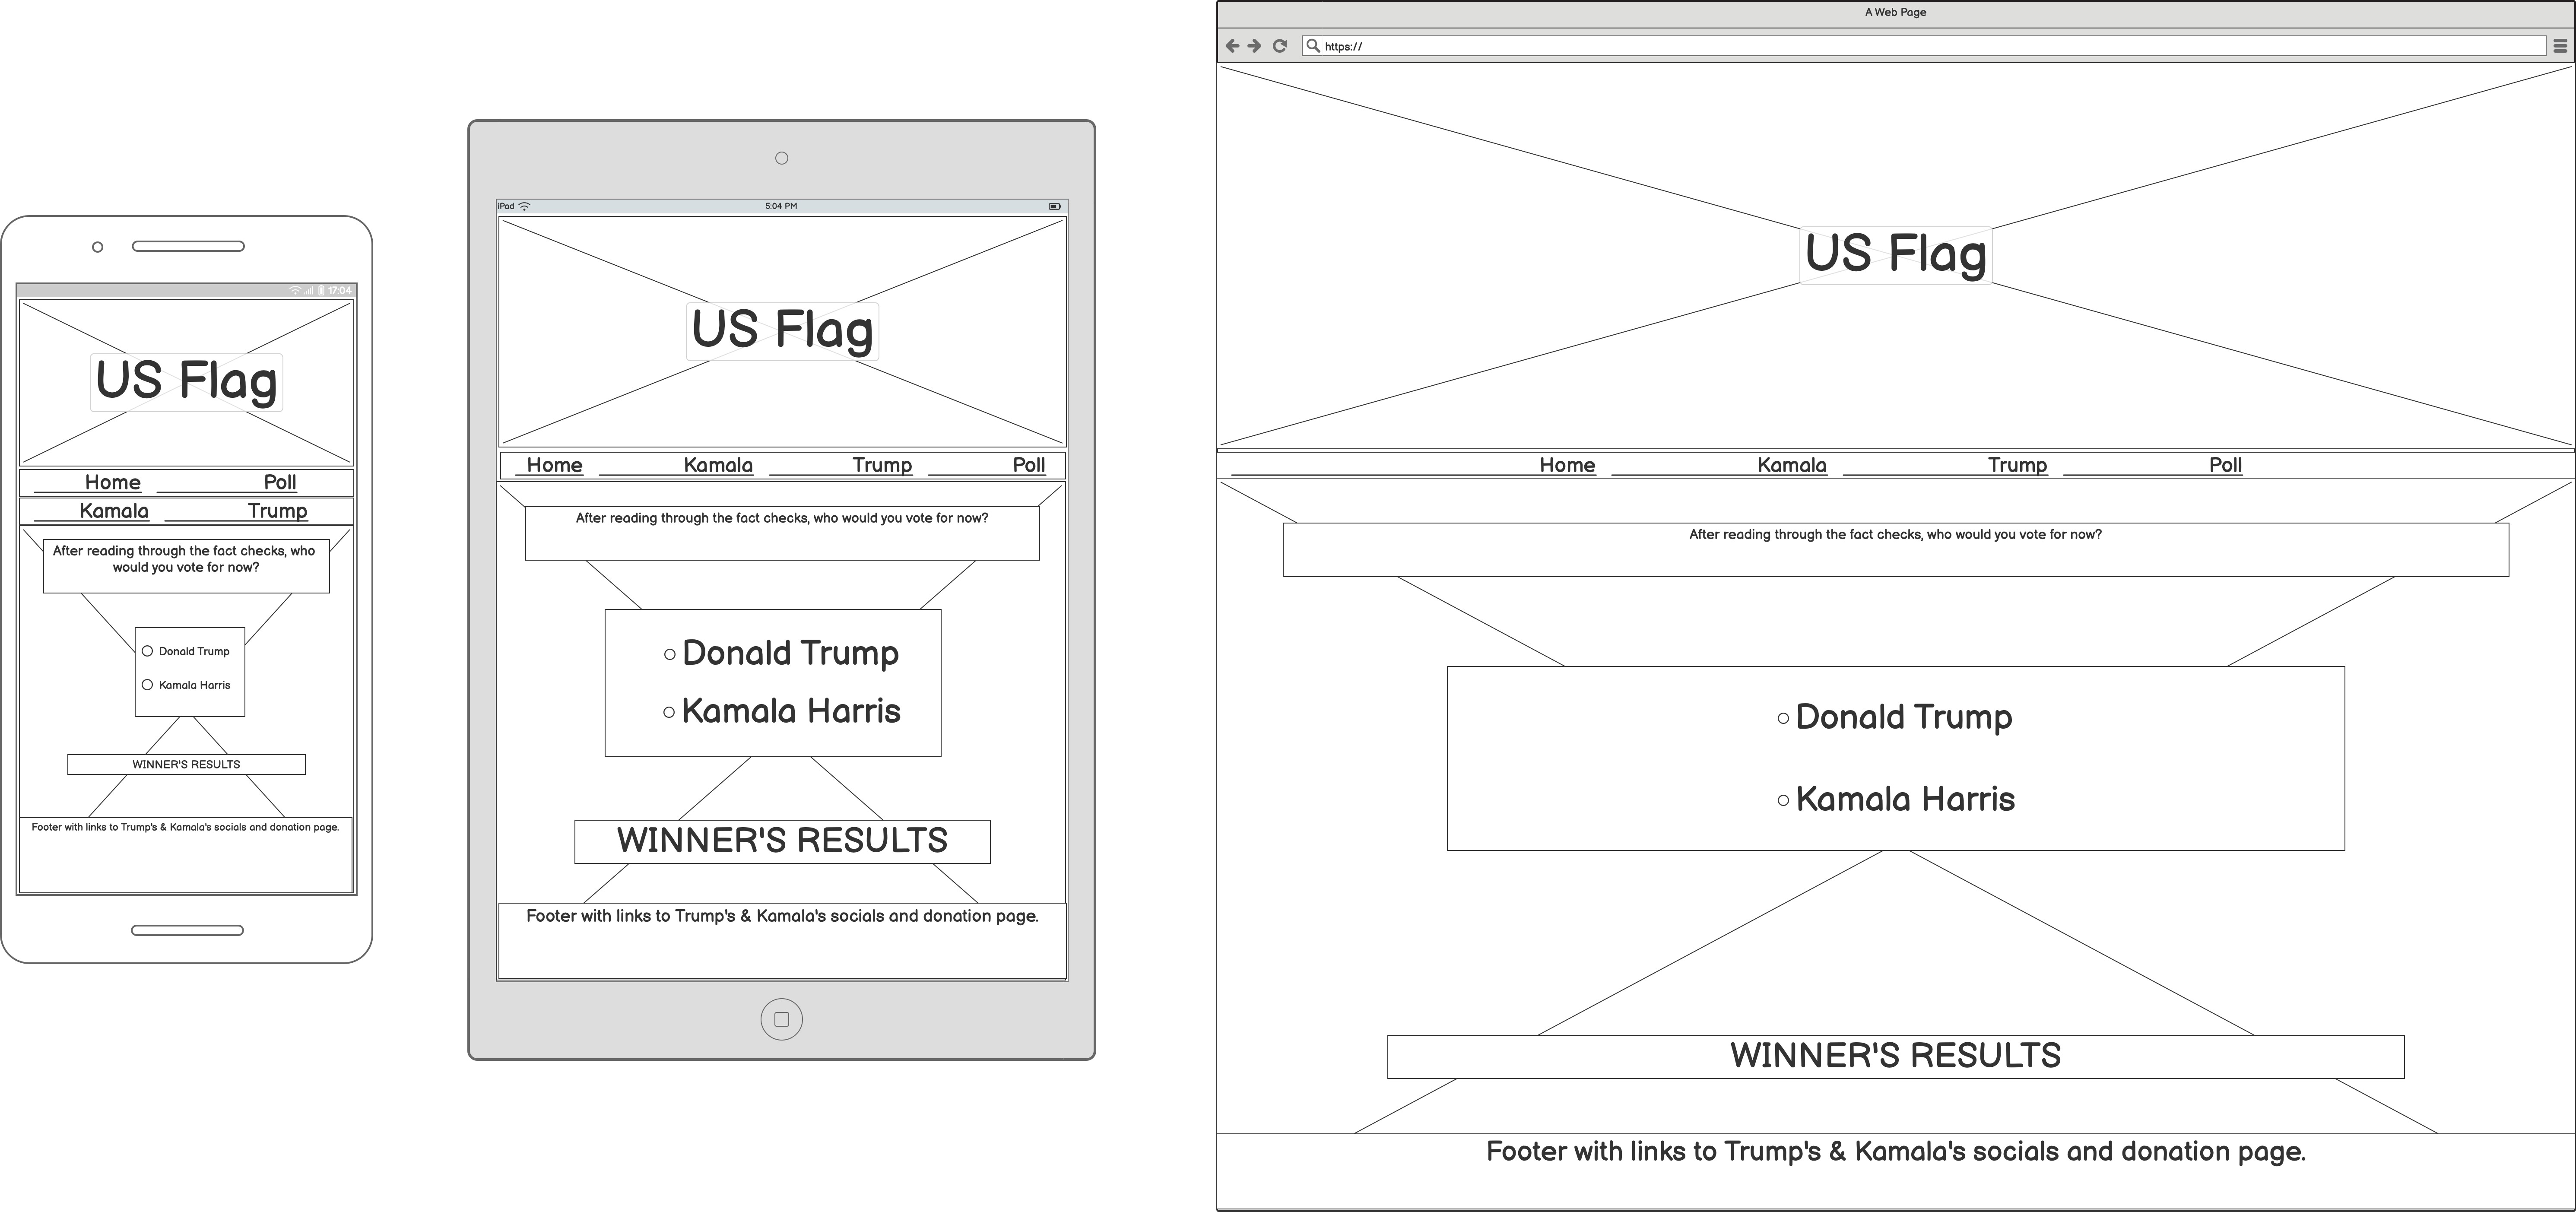 17:04
US Flag
Home Poll
Kamala Trump
After reading through the fact checks, who
would you vote for now?
Donald Trump
Kamala Harris
WINNER'S RESULTS
Footer with links to Trump's & Kamala's socials and donation page.
iPad 5:04 PM
US Flag
Home Kamala Trump Poll
After reading through the fact checks, who would you vote for now?
Donald Trump
Kamala Harris
WINNER'S RESULTS
Footer with links to Trump's & Kamala's socials and donation page.
A Web Page
https://
US Flag
Home Kamala Trump Poll
After reading through the fact checks, who would you vote for now?
Donald Trump
Kamala Harris
WINNER'S RESULTS
Footer with links to Trump's & Kamala's socials and donation page.